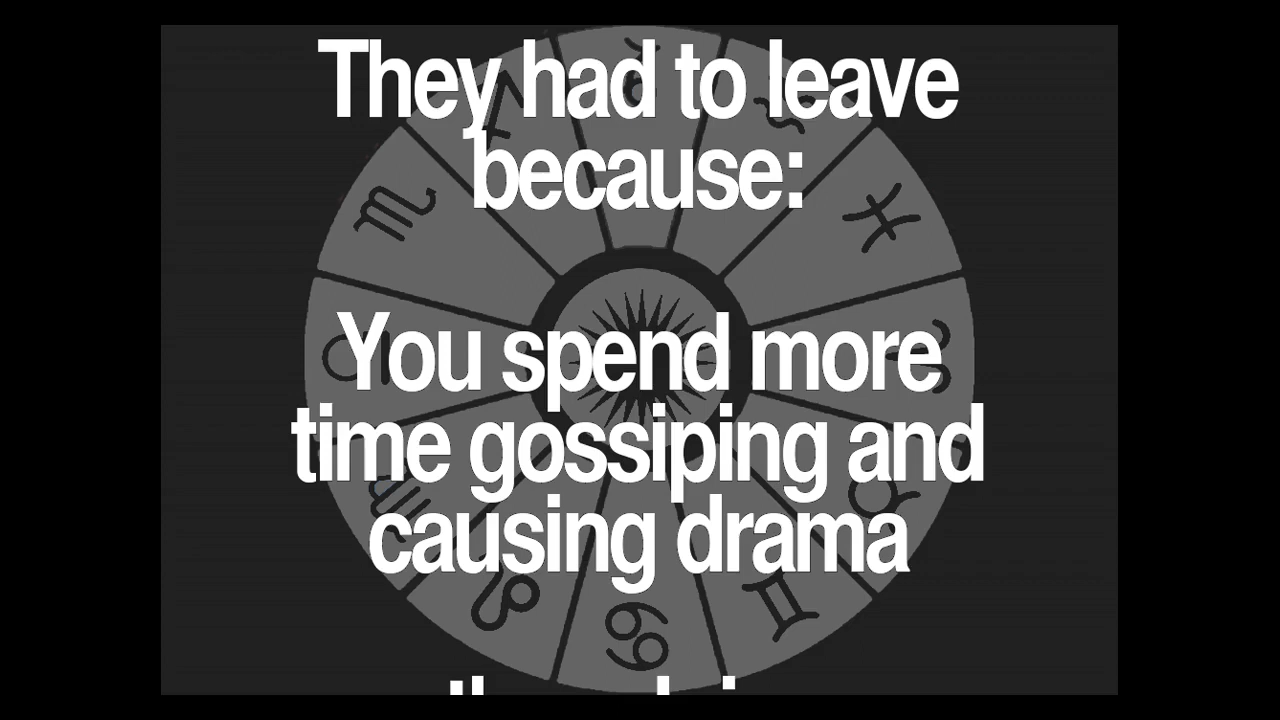 They had to leave
because:
You spend more
time gossiping and
causing drama